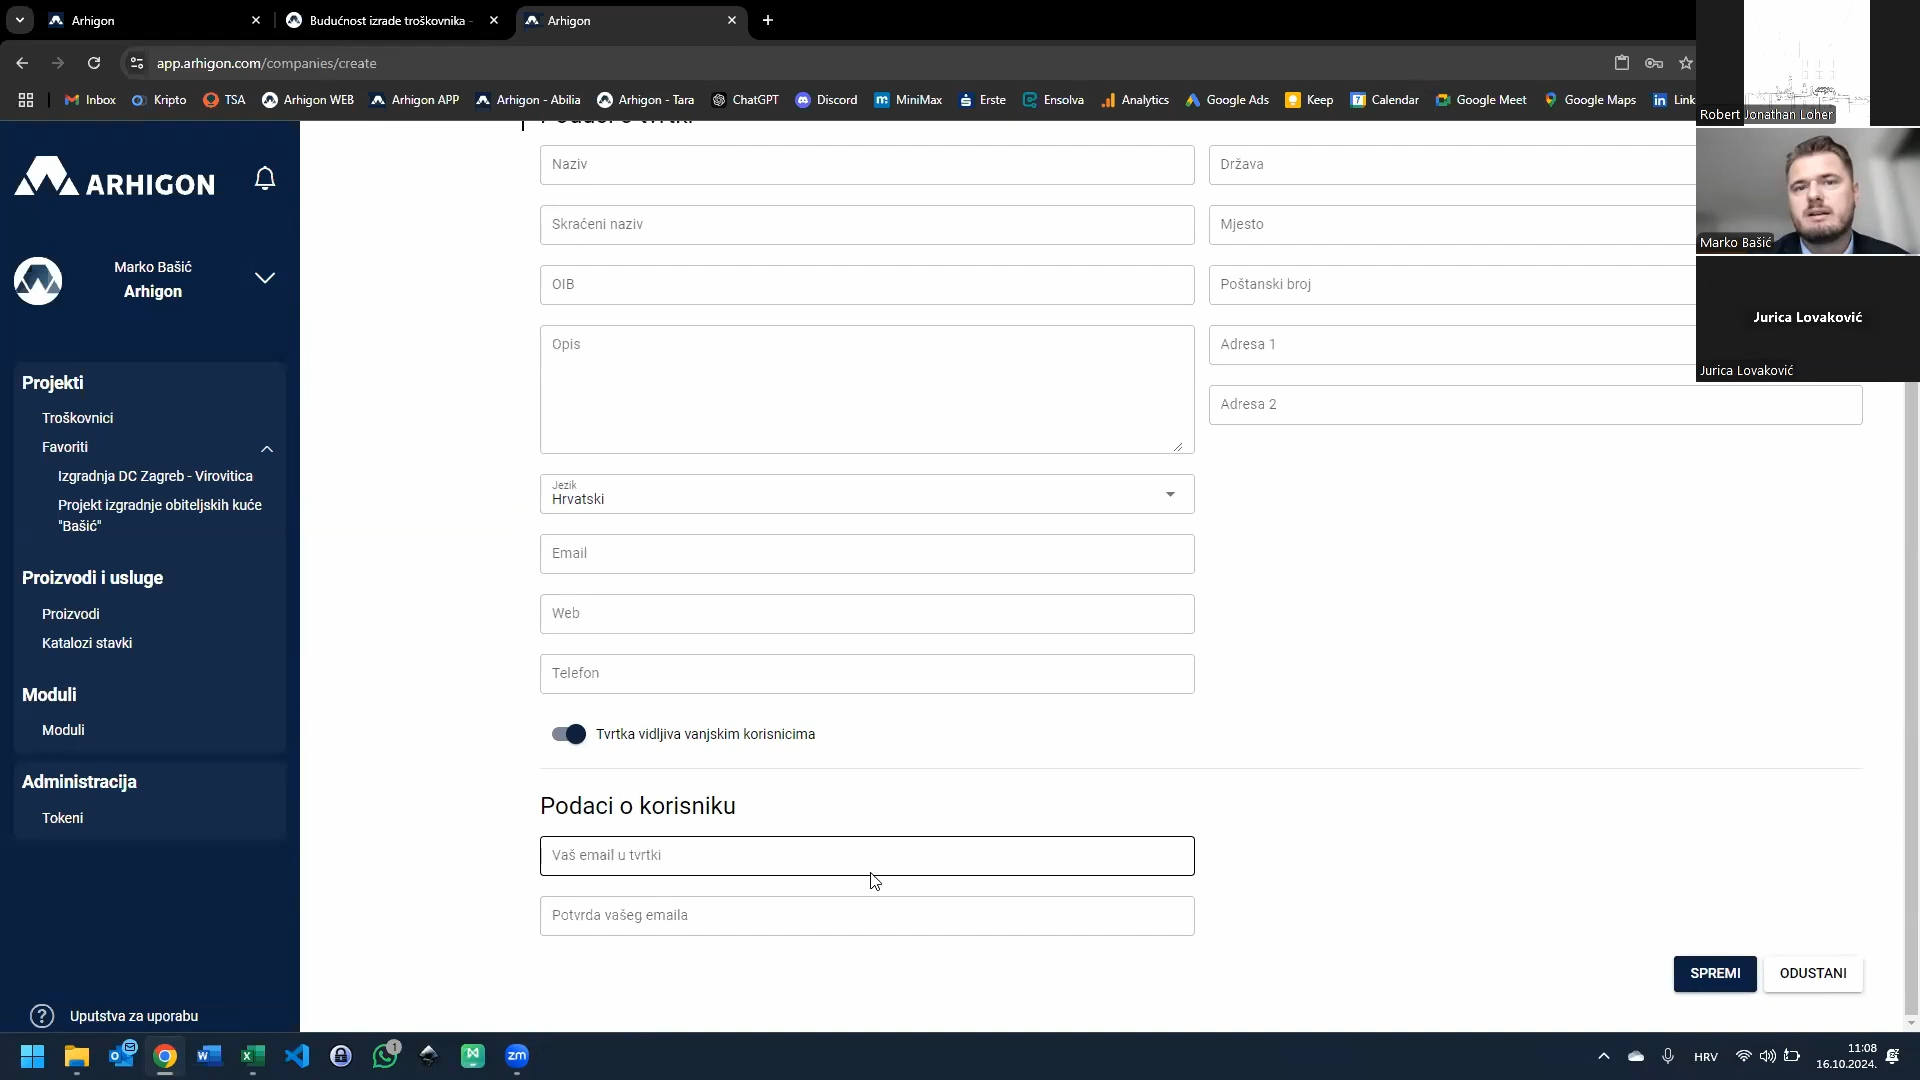 Arhigon
Budućnost izrade troškovnika -
Arhigon
app.arhigon.com/companies/create
Inbox
Kripto
TSA
Arhigon WEB
Arhigon APP
Arhigon - Abilia
Arhigon - Tara
ChatGPT
Discord
MiniMax
Erste
Ensolva
Analytics
Google Ads
Keep
Calendar
Google Meet
Google Maps
Link
Robert Jonathan Loher
Marko Bašić
Jurica Lovaković
Jurica Lovaković
ARHIGON
Marko Bašić
Arhigon
Projekti
Troškovnici
Favoriti
Izgradnja DC Zagreb - Virovitica
Projekt izgradnje obiteljskih kuće
"Bašić"
Proizvodi i usluge
Proizvodi
Katalozi stavki
Moduli
Moduli
Administracija
Tokeni
Uputstva za uporabu
Podaci o tvrtki
Naziv
Skraćeni naziv
OIB
Opis
Jezik
Hrvatski
Email
Web
Telefon
Tvrtka vidljiva vanjskim korisnicima
Država
Mjesto
Poštanski broj
Adresa 1
Adresa 2
Podaci o korisniku
Vaš email u tvrtki
Potvrda vašeg emaila
SPREMI
ODUSTANI
1
zm
HRV
11:08
16.10.2024.